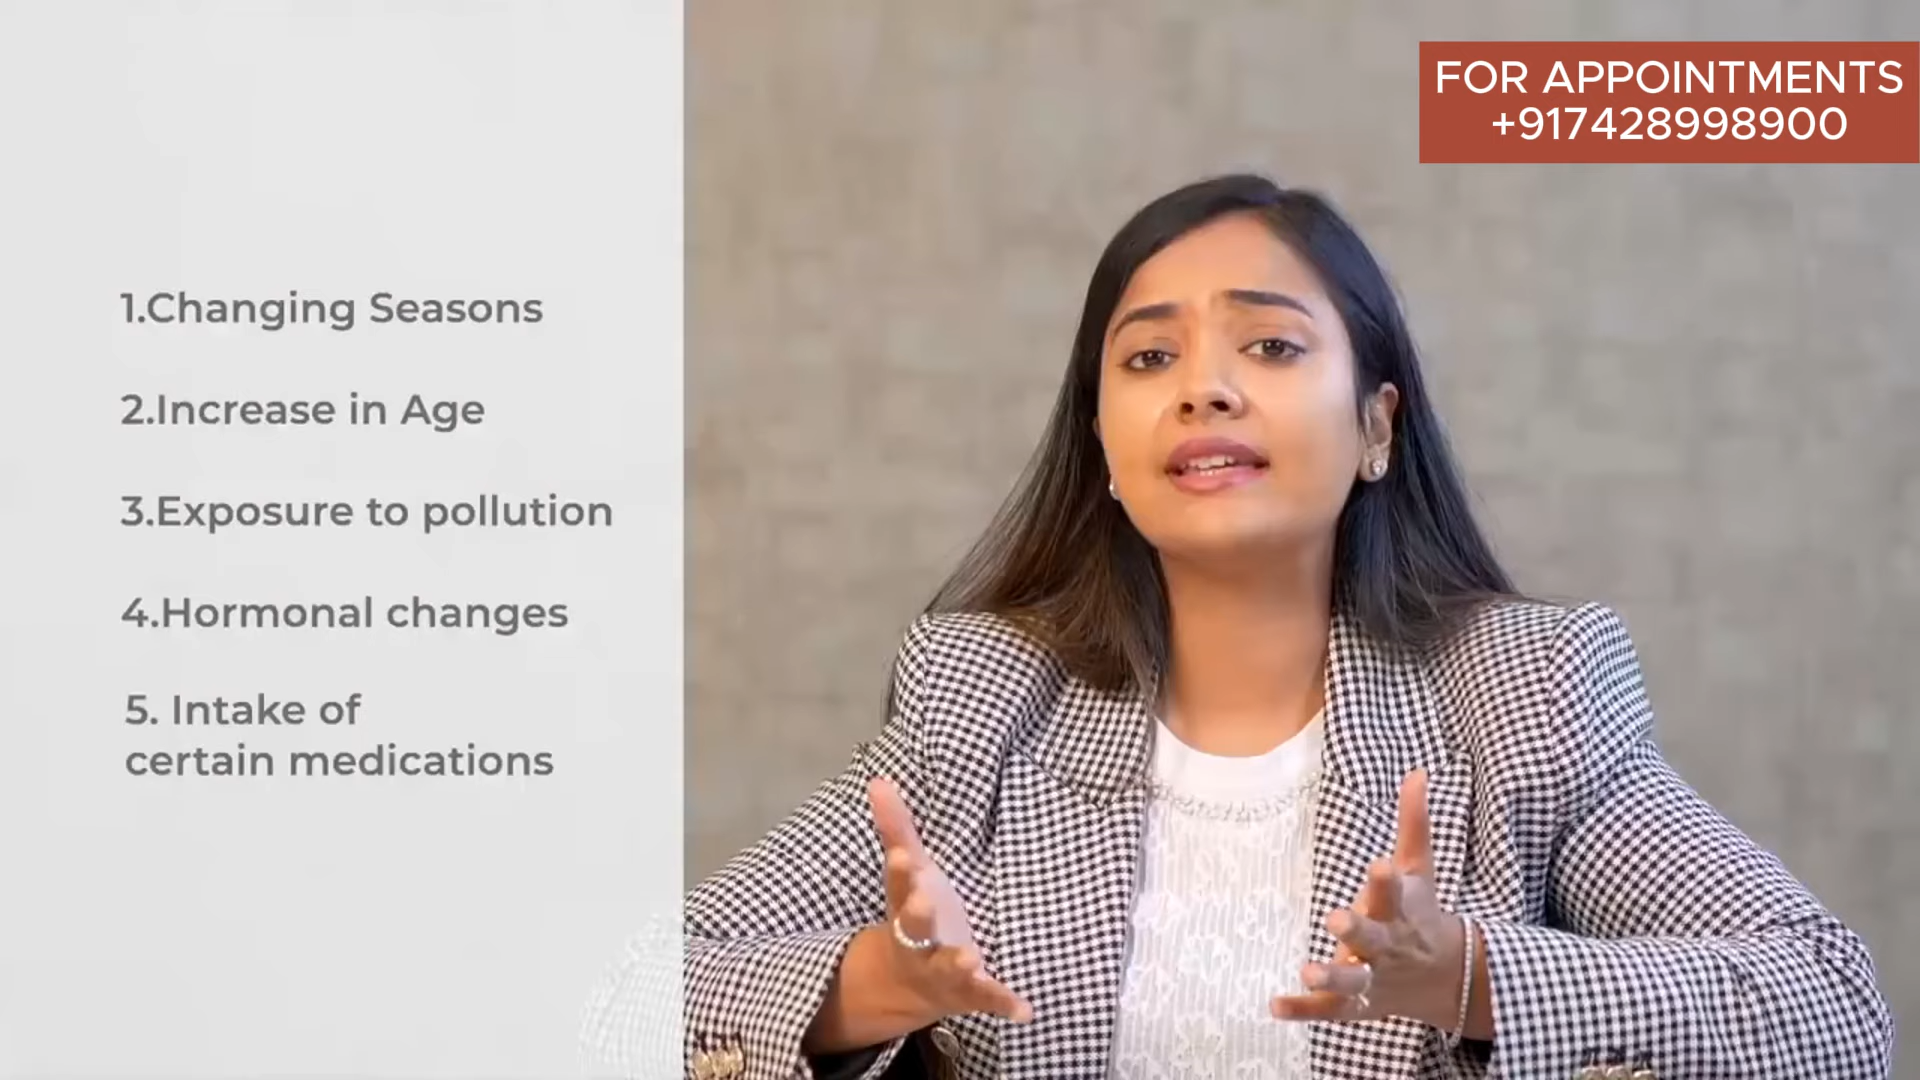 FOR APPOINTMENTS
+917428998900
1.Changing Seasons
2.Increase in Age
3.Exposure to pollution
4.Hormonal changes
5. Intake of
certain medications